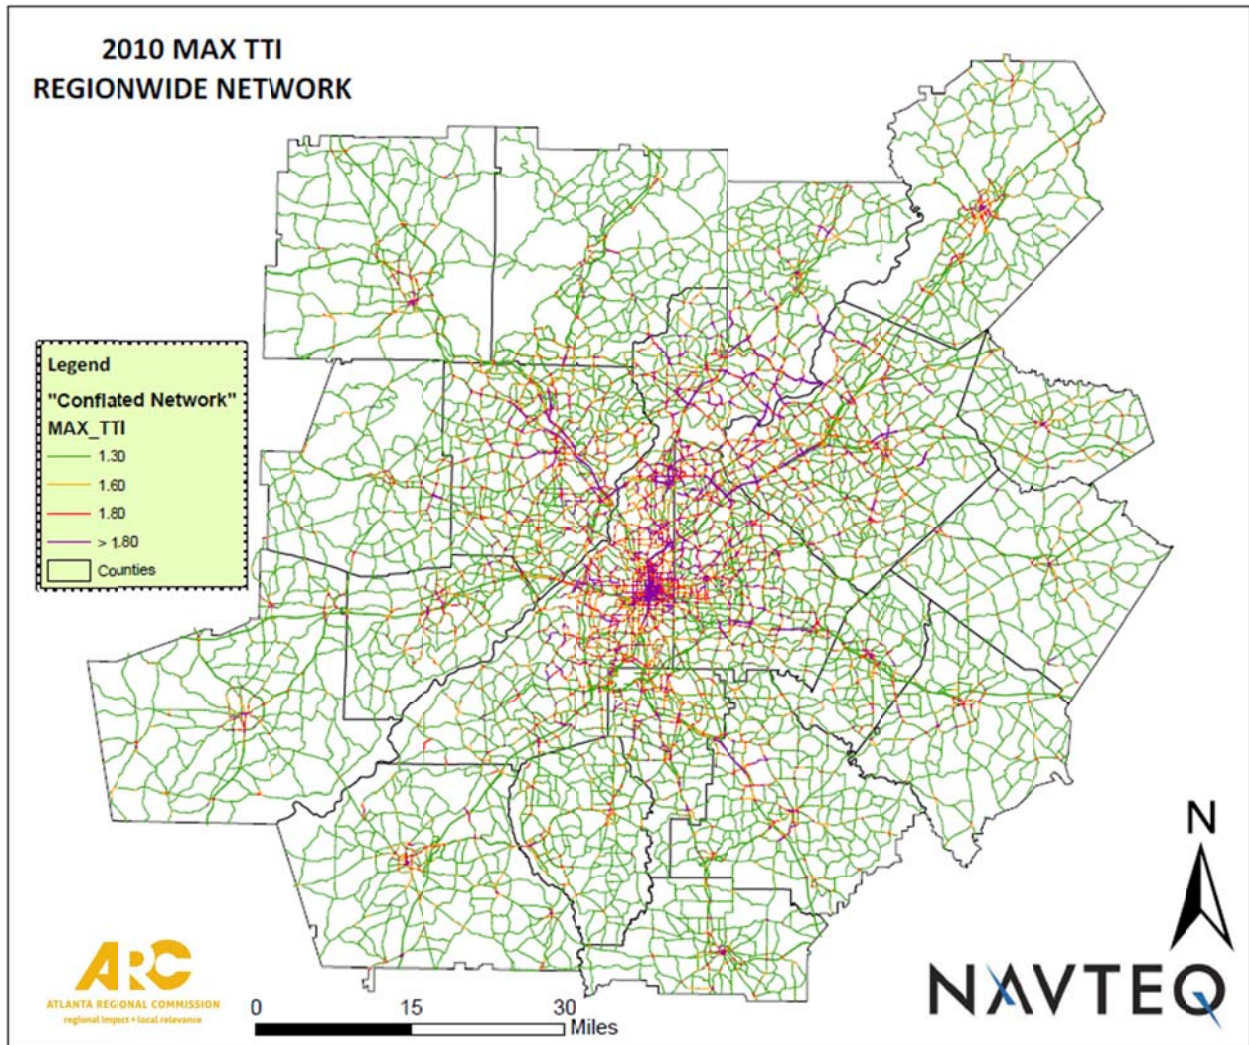 2010 MAX TTI
REGIONWIDE NETWORK
Legend
"Conflated Network"
MAX_TTI
1.30
1.60
1.80
> 1.80
Counties
N
ARC
ATLANTA REGIONAL COMMISSION
regional impact + local relevance
0 15 30
Miles
NAVTEQ